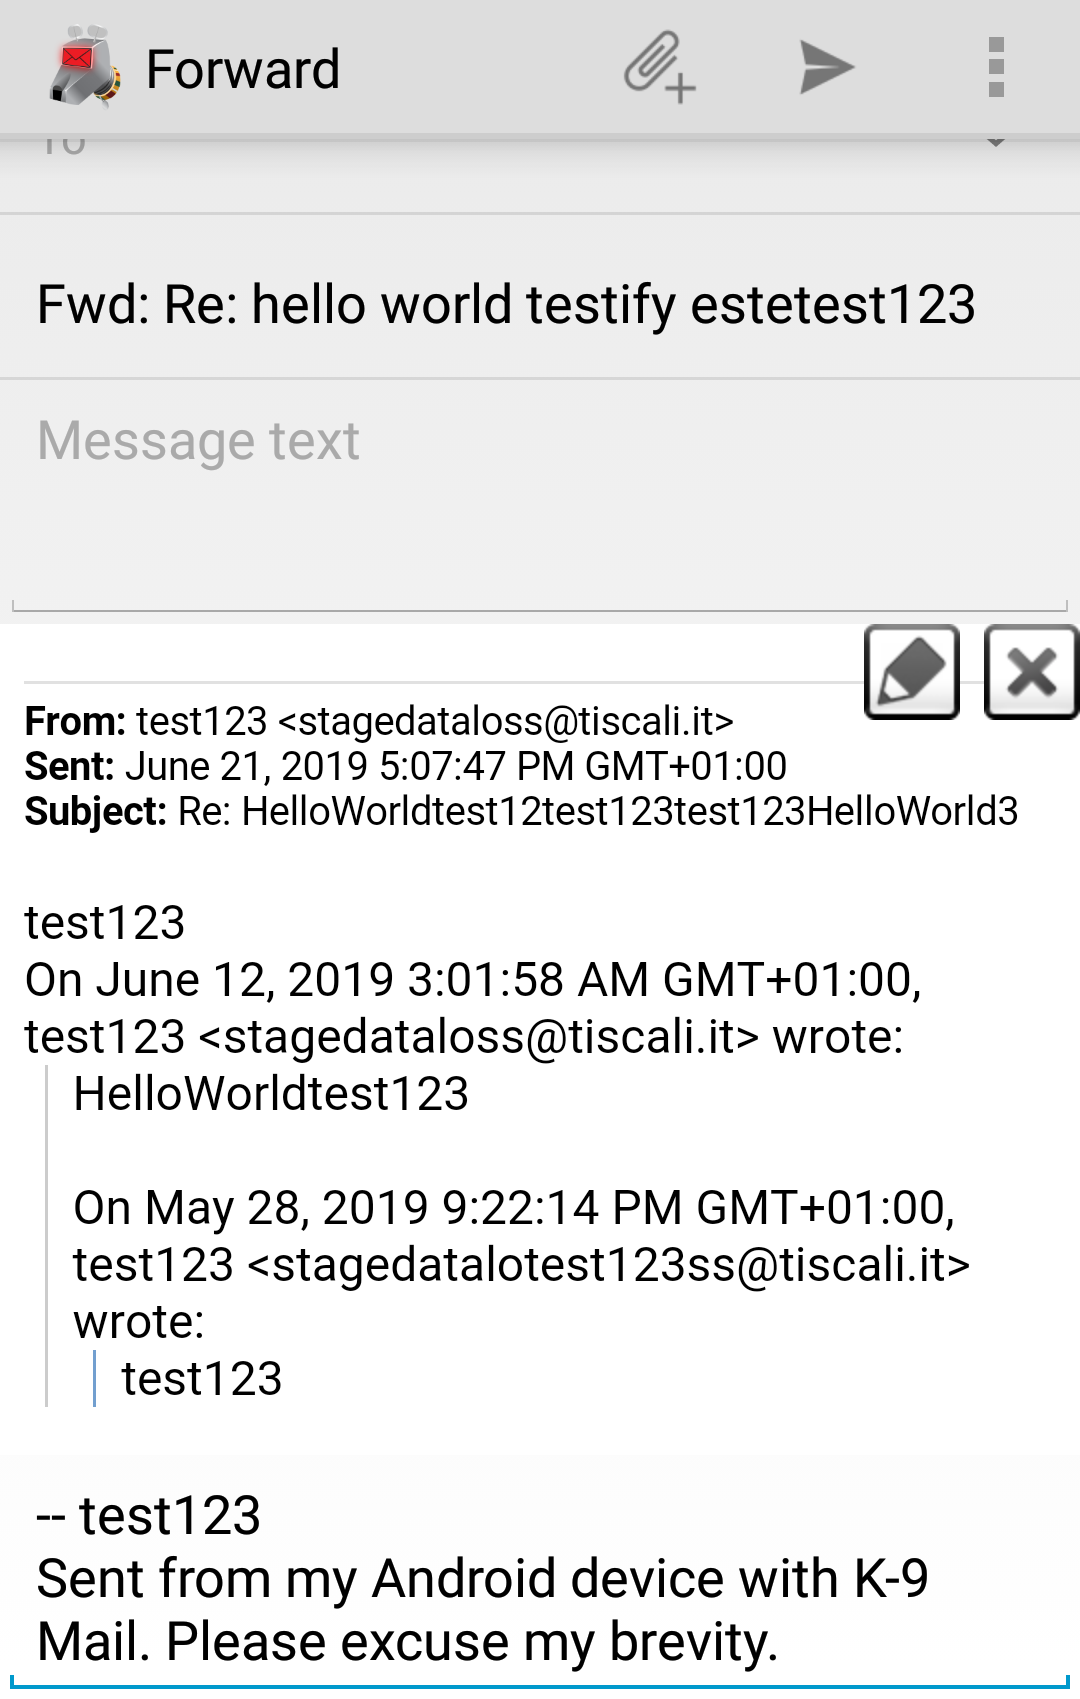 Forward
To
Fwd: Re: hello world testify estetest123
Message text
From: test123 <stagedataloss@tiscali.it>
Sent: June 21, 2019 5:07:47 PM GMT+01:00
Subject: Re: HelloWorldtest12test123test123HelloWorld3
test123
On June 12, 2019 3:01:58 AM GMT+01:00,
test123 <stagedataloss@tiscali.it> wrote:
HelloWorldtest123
On May 28, 2019 9:22:14 PM GMT+01:00,
test123 <stagedatalotest123ss@tiscali.it>
wrote:
test123
-- test123
Sent from my Android device with K-9
Mail. Please excuse my brevity.